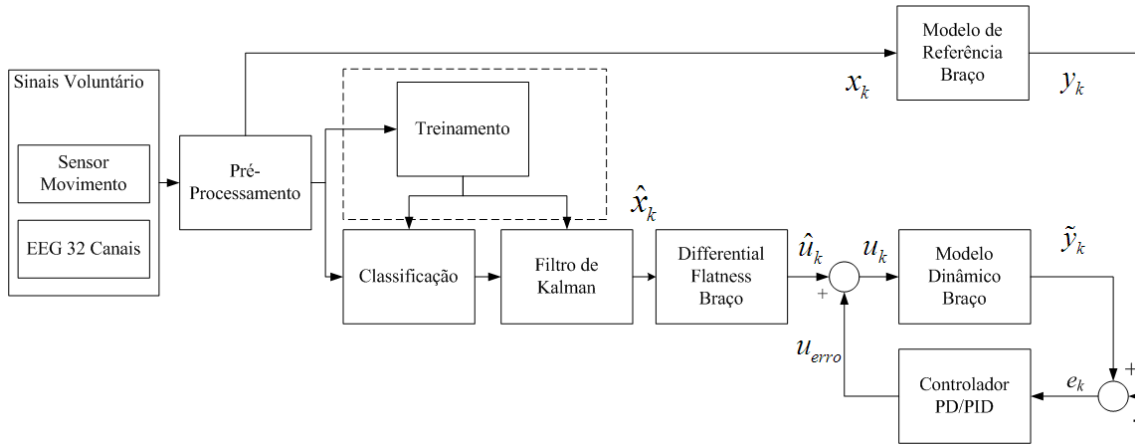 Sinais Voluntário
Sensor
Movimento
EEG 32 Canais
Pré-
Processamento
Treinamento
Classificação
Filtro de
Kalman
x̂_k
Differential
Flatness
Braço
û_k
+
u_k
Modelo
Dinâmico
Braço
ỹ_k
x_k
Modelo de
Referência
Braço
y_k
u_erro
Controlador
PD/PID
e_k
+
-